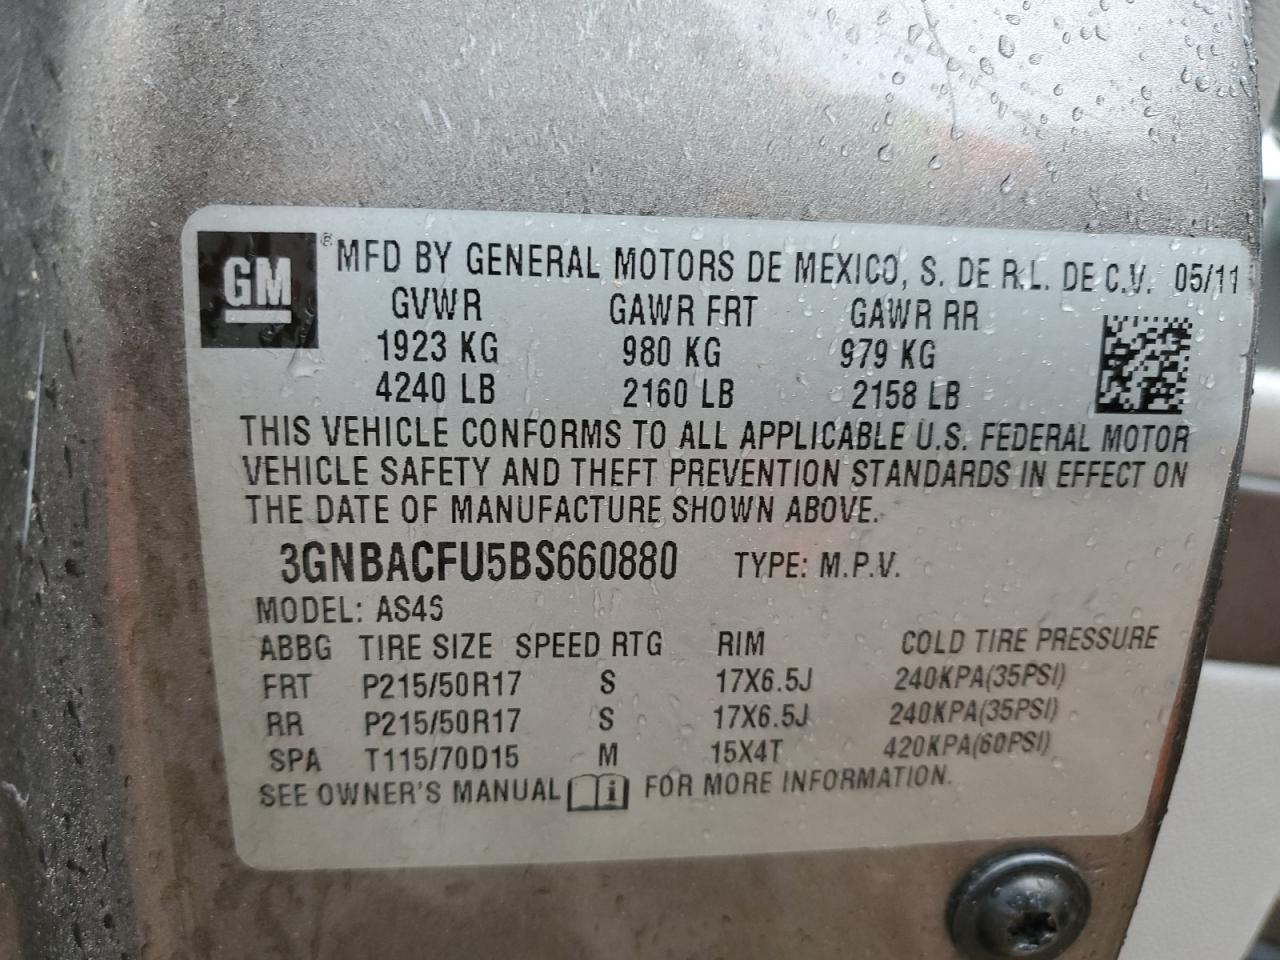 GM ® MFD BY GENERAL MOTORS DE MEXICO, S. DE R.L. DE C.V. 05/11
GVWR GAWR FRT GAWR RR
1923 KG 980 KG 979 KG
4240 LB 2160 LB 2158 LB
THIS VEHICLE CONFORMS TO ALL APPLICABLE U.S. FEDERAL MOTOR
VEHICLE SAFETY AND THEFT PREVENTION STANDARDS IN EFFECT ON
THE DATE OF MANUFACTURE SHOWN ABOVE.
3GNBACFU5BS660880 TYPE: M.P.V.
MODEL: AS4S
ABBG TIRE SIZE SPEED RTG RIM COLD TIRE PRESSURE
FRT P215/50R17 S 17X6.5J 240KPA(35PSI)
RR P215/50R17 S 17X6.5J 240KPA(35PSI)
SPA T115/70D15 M 15X4T 420KPA(60PSI)
SEE OWNER'S MANUAL i FOR MORE INFORMATION.